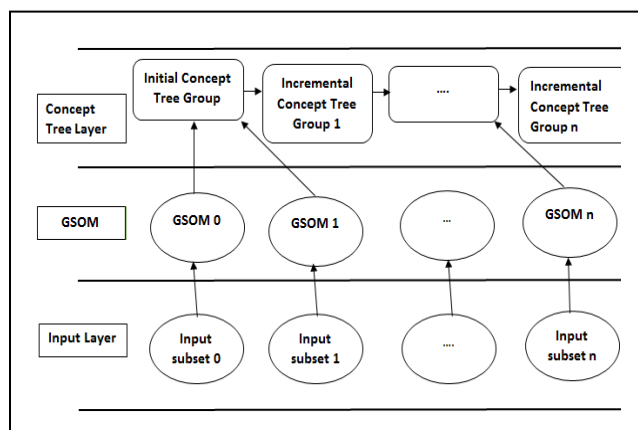 Initial Concept
Tree Group
Incremental
Concept Tree
Group 1
....
Incremental
Concept Tree
Group n
Concept
Tree Layer
GSOM
GSOM 0
GSOM 1
...
GSOM n
Input Layer
Input
subset 0
Input
subset 1
....
Input
subset n